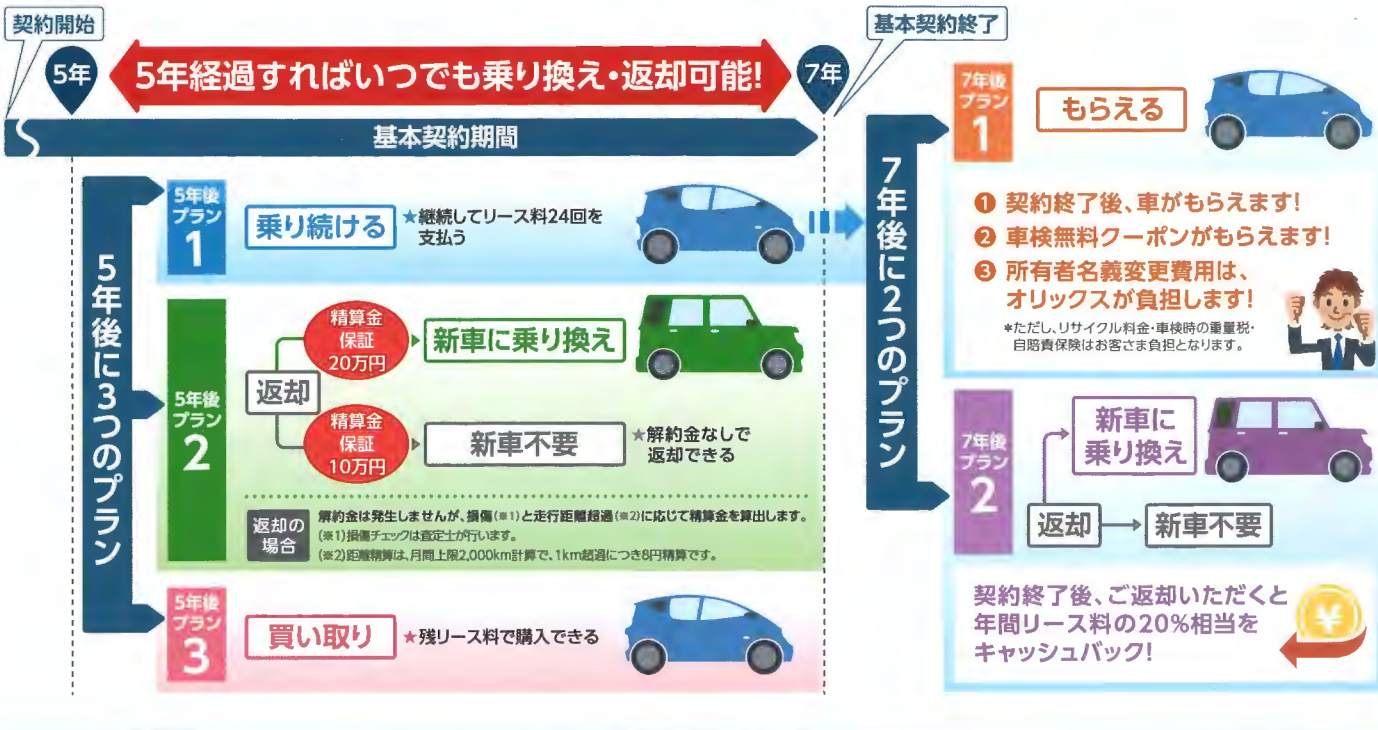 契約開始
5年
5年経過すればいつでも乗り換え・返却可能!
7年
基本契約終了
基本契約期間
5年後に3つのプラン
5年後
プラン
1
乗り続ける
★継続してリース料24回を
支払う
5年後
プラン
2
返却
精算金
保証
20万円
新車に乗り換え
精算金
保証
10万円
新車不要
★解約金なしで
返却できる
返却の
場合
解約金は発生しませんが、損傷(※1)と走行距離超過(※2)に応じて精算金を算出します。
(※1)損傷チェックは査定士が行います。
(※2)距離精算は、月間上限2,000km計算で、1km超過につき8円精算です。
5年後
プラン
3
買い取り
★残リース料で購入できる
7年後に2つのプラン
7年後
プラン
1
もらえる
❶ 契約終了後、車がもらえます!
❷ 車検無料クーポンがもらえます!
❸ 所有者名義変更費用は、
オリックスが負担します!
*ただし、リサイクル料金・車検時の重量税・
自賠責保険はお客さま負担となります。
7年後
プラン
2
新車に
乗り換え
返却
新車不要
契約終了後、ご返却いただくと
年間リース料の20%相当を
キャッシュバック!
¥